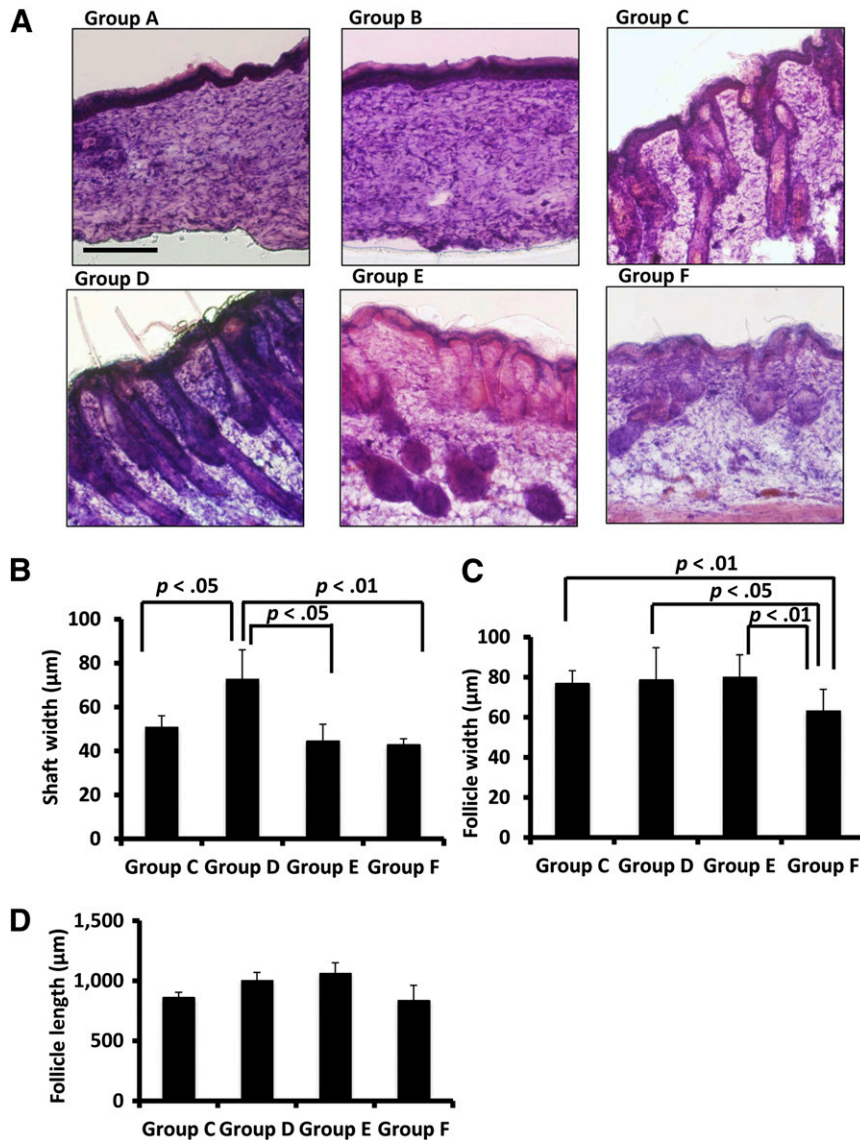 A
Group A
Group B
Group C
Group D
Group E
Group F
B
p < .05
p < .01
p < .05
Shaft width (μm)
100
80
60
40
20
0
Group C Group D Group E Group F
C
p < .01
p < .05
p < .01
Follicle width (μm)
100
80
60
40
20
0
Group C Group D Group E Group F
D
Follicle length (μm)
1,500
1,000
500
0
Group C Group D Group E Group F